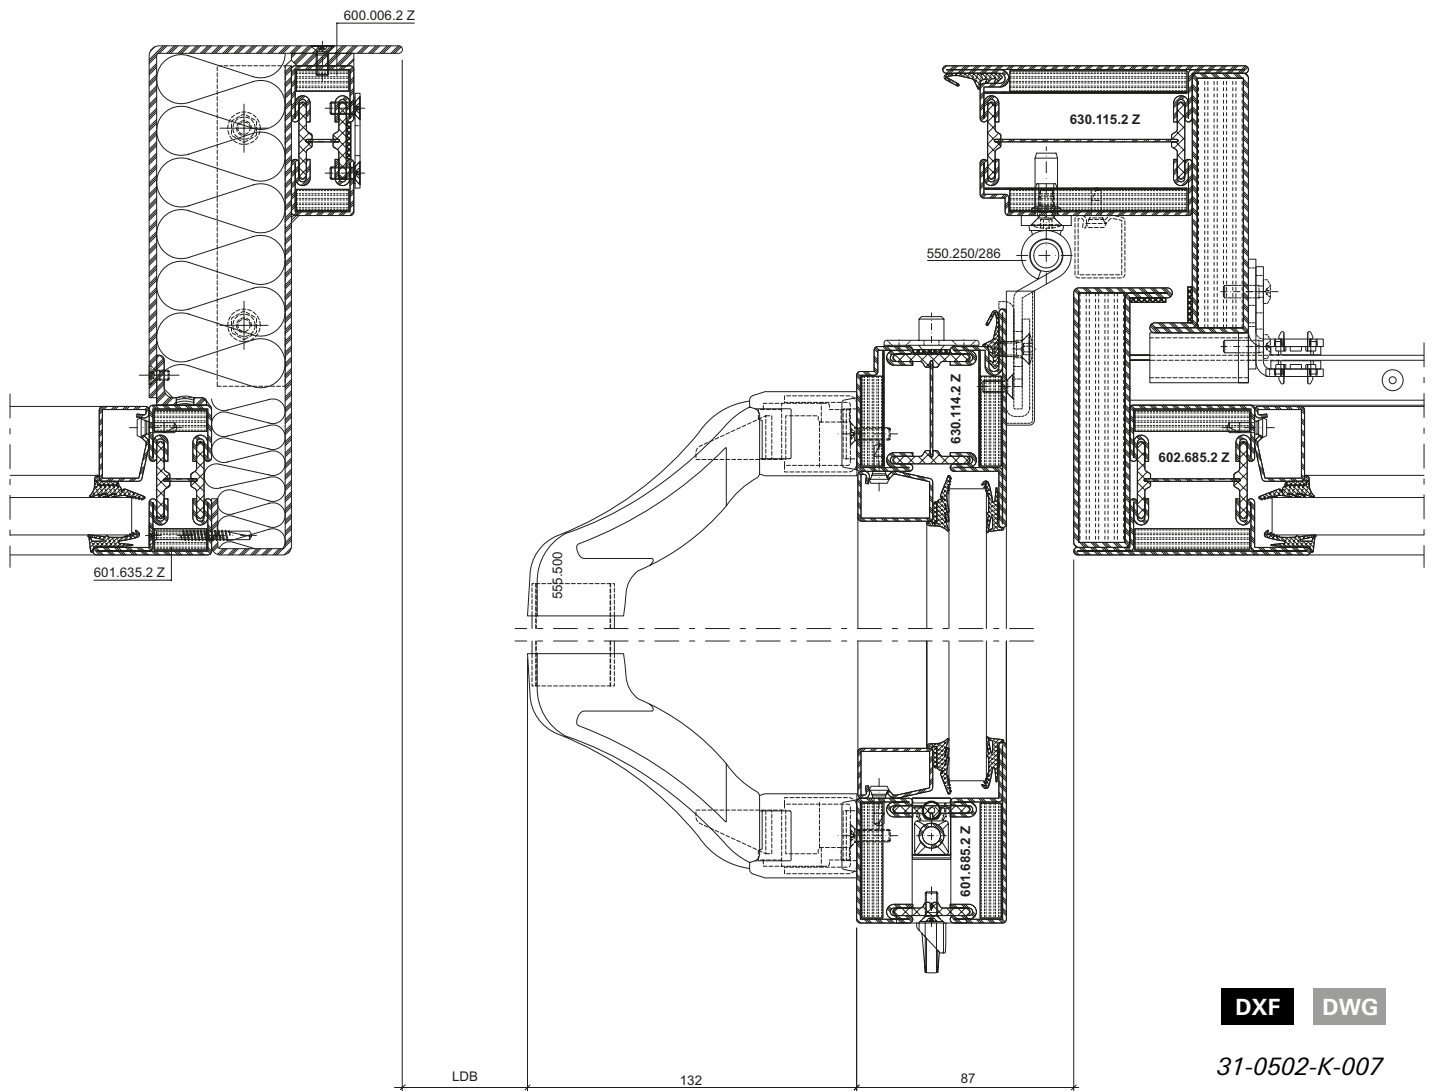 600.006.2 Z
630.115.2 Z
550.250/286
630.114.2 Z
602.685.2 Z
601.635.2 Z
555.500
601.685.2 Z
DXF
DWG
31-0502-K-007
LDB
132
87